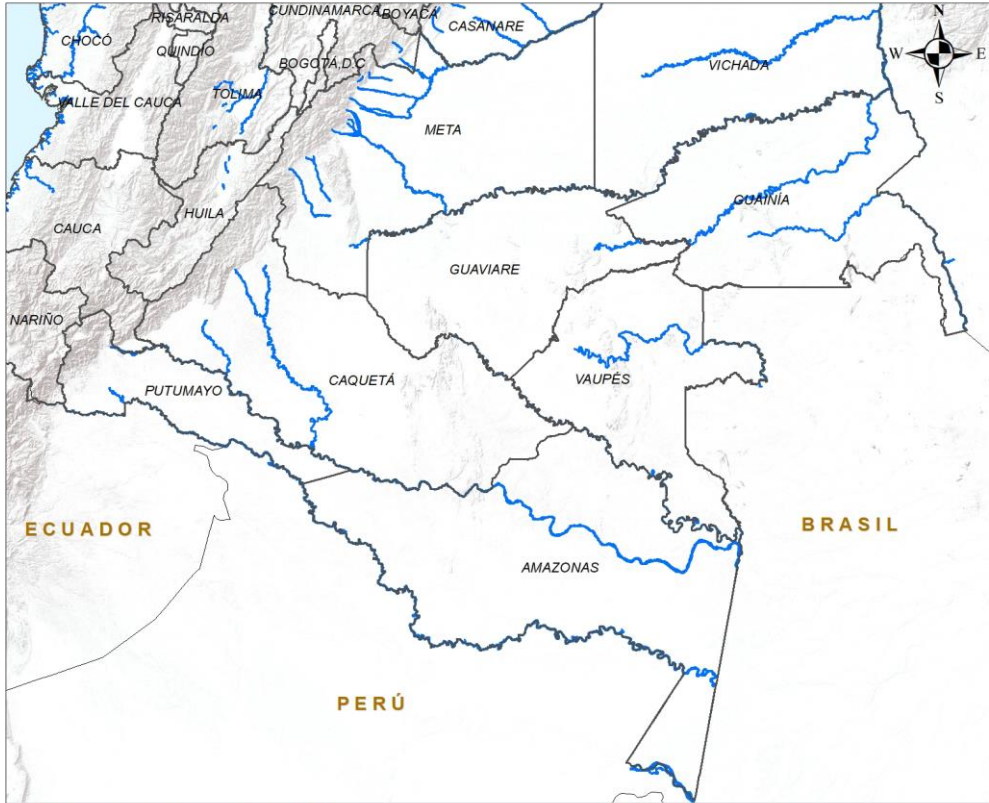 CUNDINAMARCA
BOYACÁ
RISARALDA
CASANARE
N
CHOCÓ
QUINDIO
W
E
BOGOTÁ,D.C
VICHADA
S
VALLE DEL CAUCA
TOLIMA
META
GUAINÍA
HUILA
CAUCA
GUAVIARE
NARIÑO
VAUPÉS
CAQUETÁ
PUTUMAYO
ECUADOR
BRASIL
AMAZONAS
PERÚ